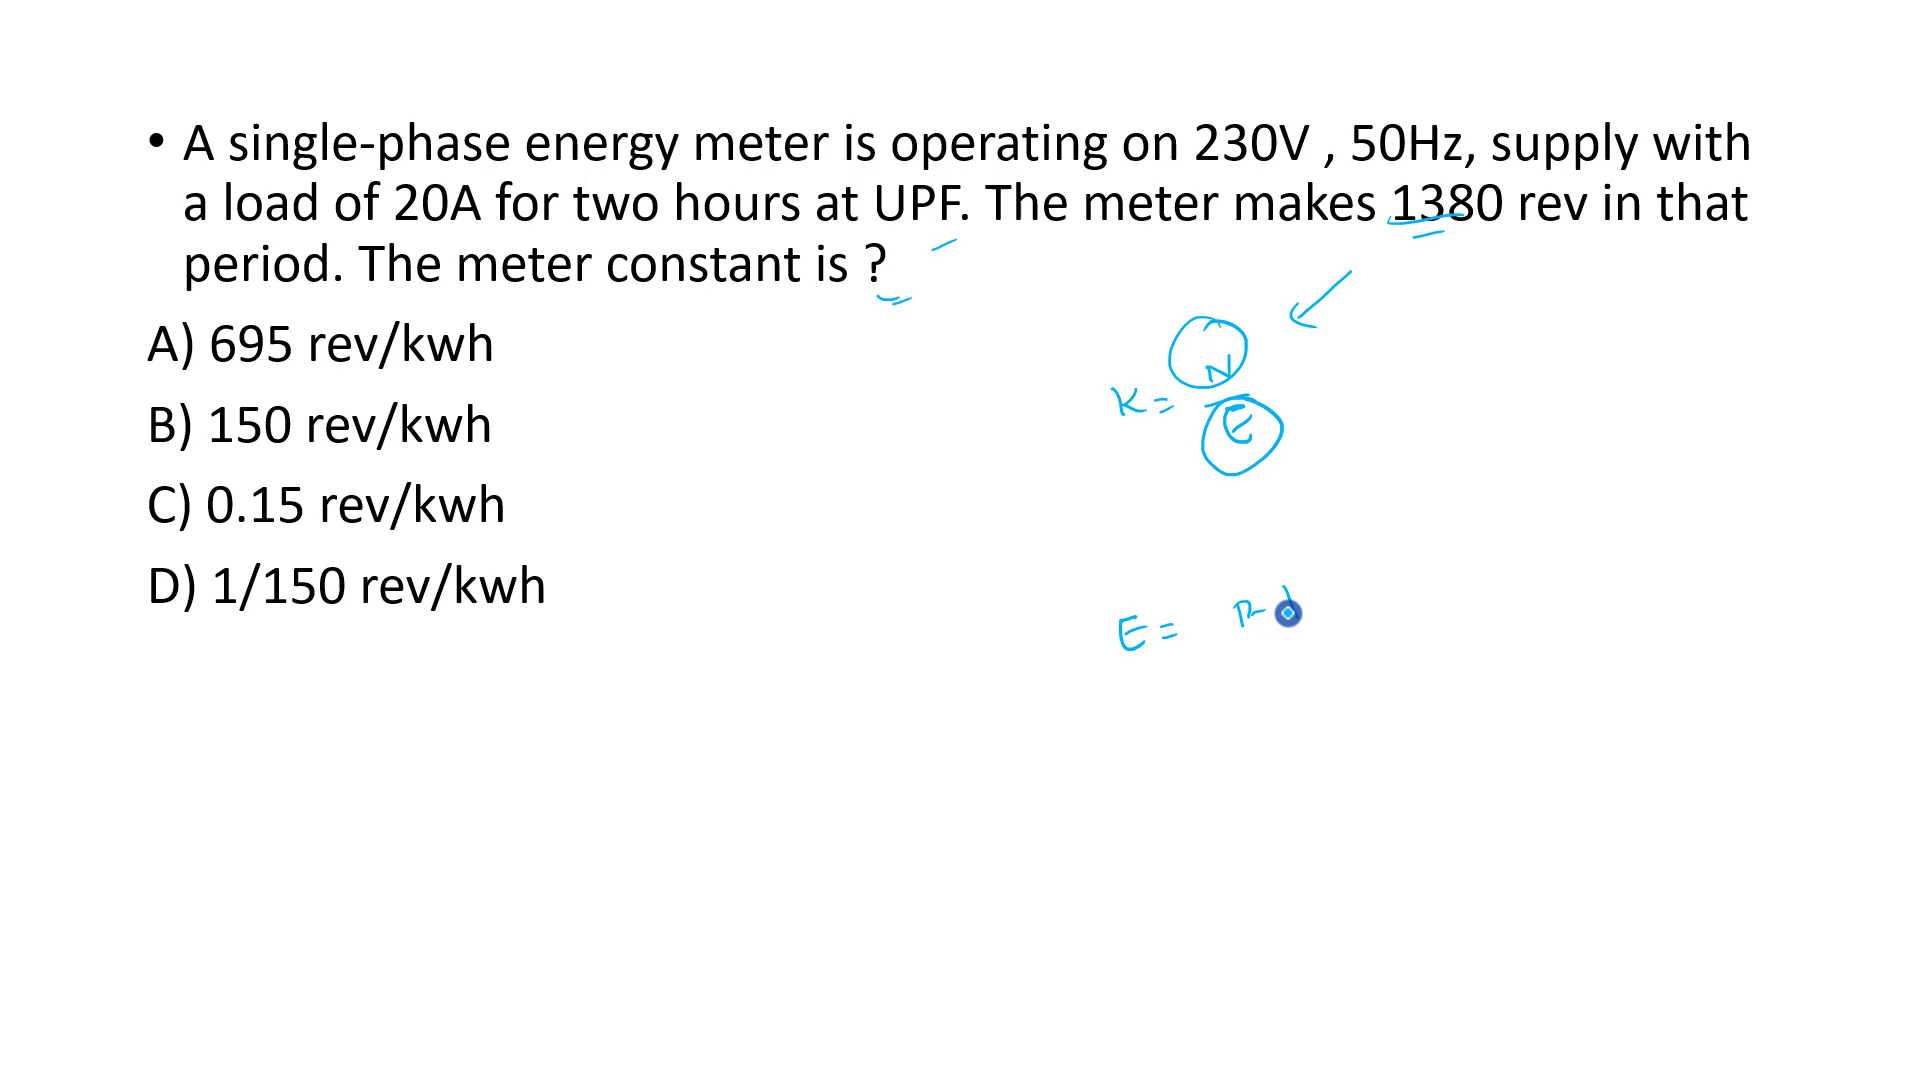 • A single-phase energy meter is operating on 230V , 50Hz, supply with
a load of 20A for two hours at UPF. The meter makes 1380 rev in that
period. The meter constant is ?
A) 695 rev/kwh
B) 150 rev/kwh
C) 0.15 rev/kwh
D) 1/150 rev/kwh
N
K =
E
E =